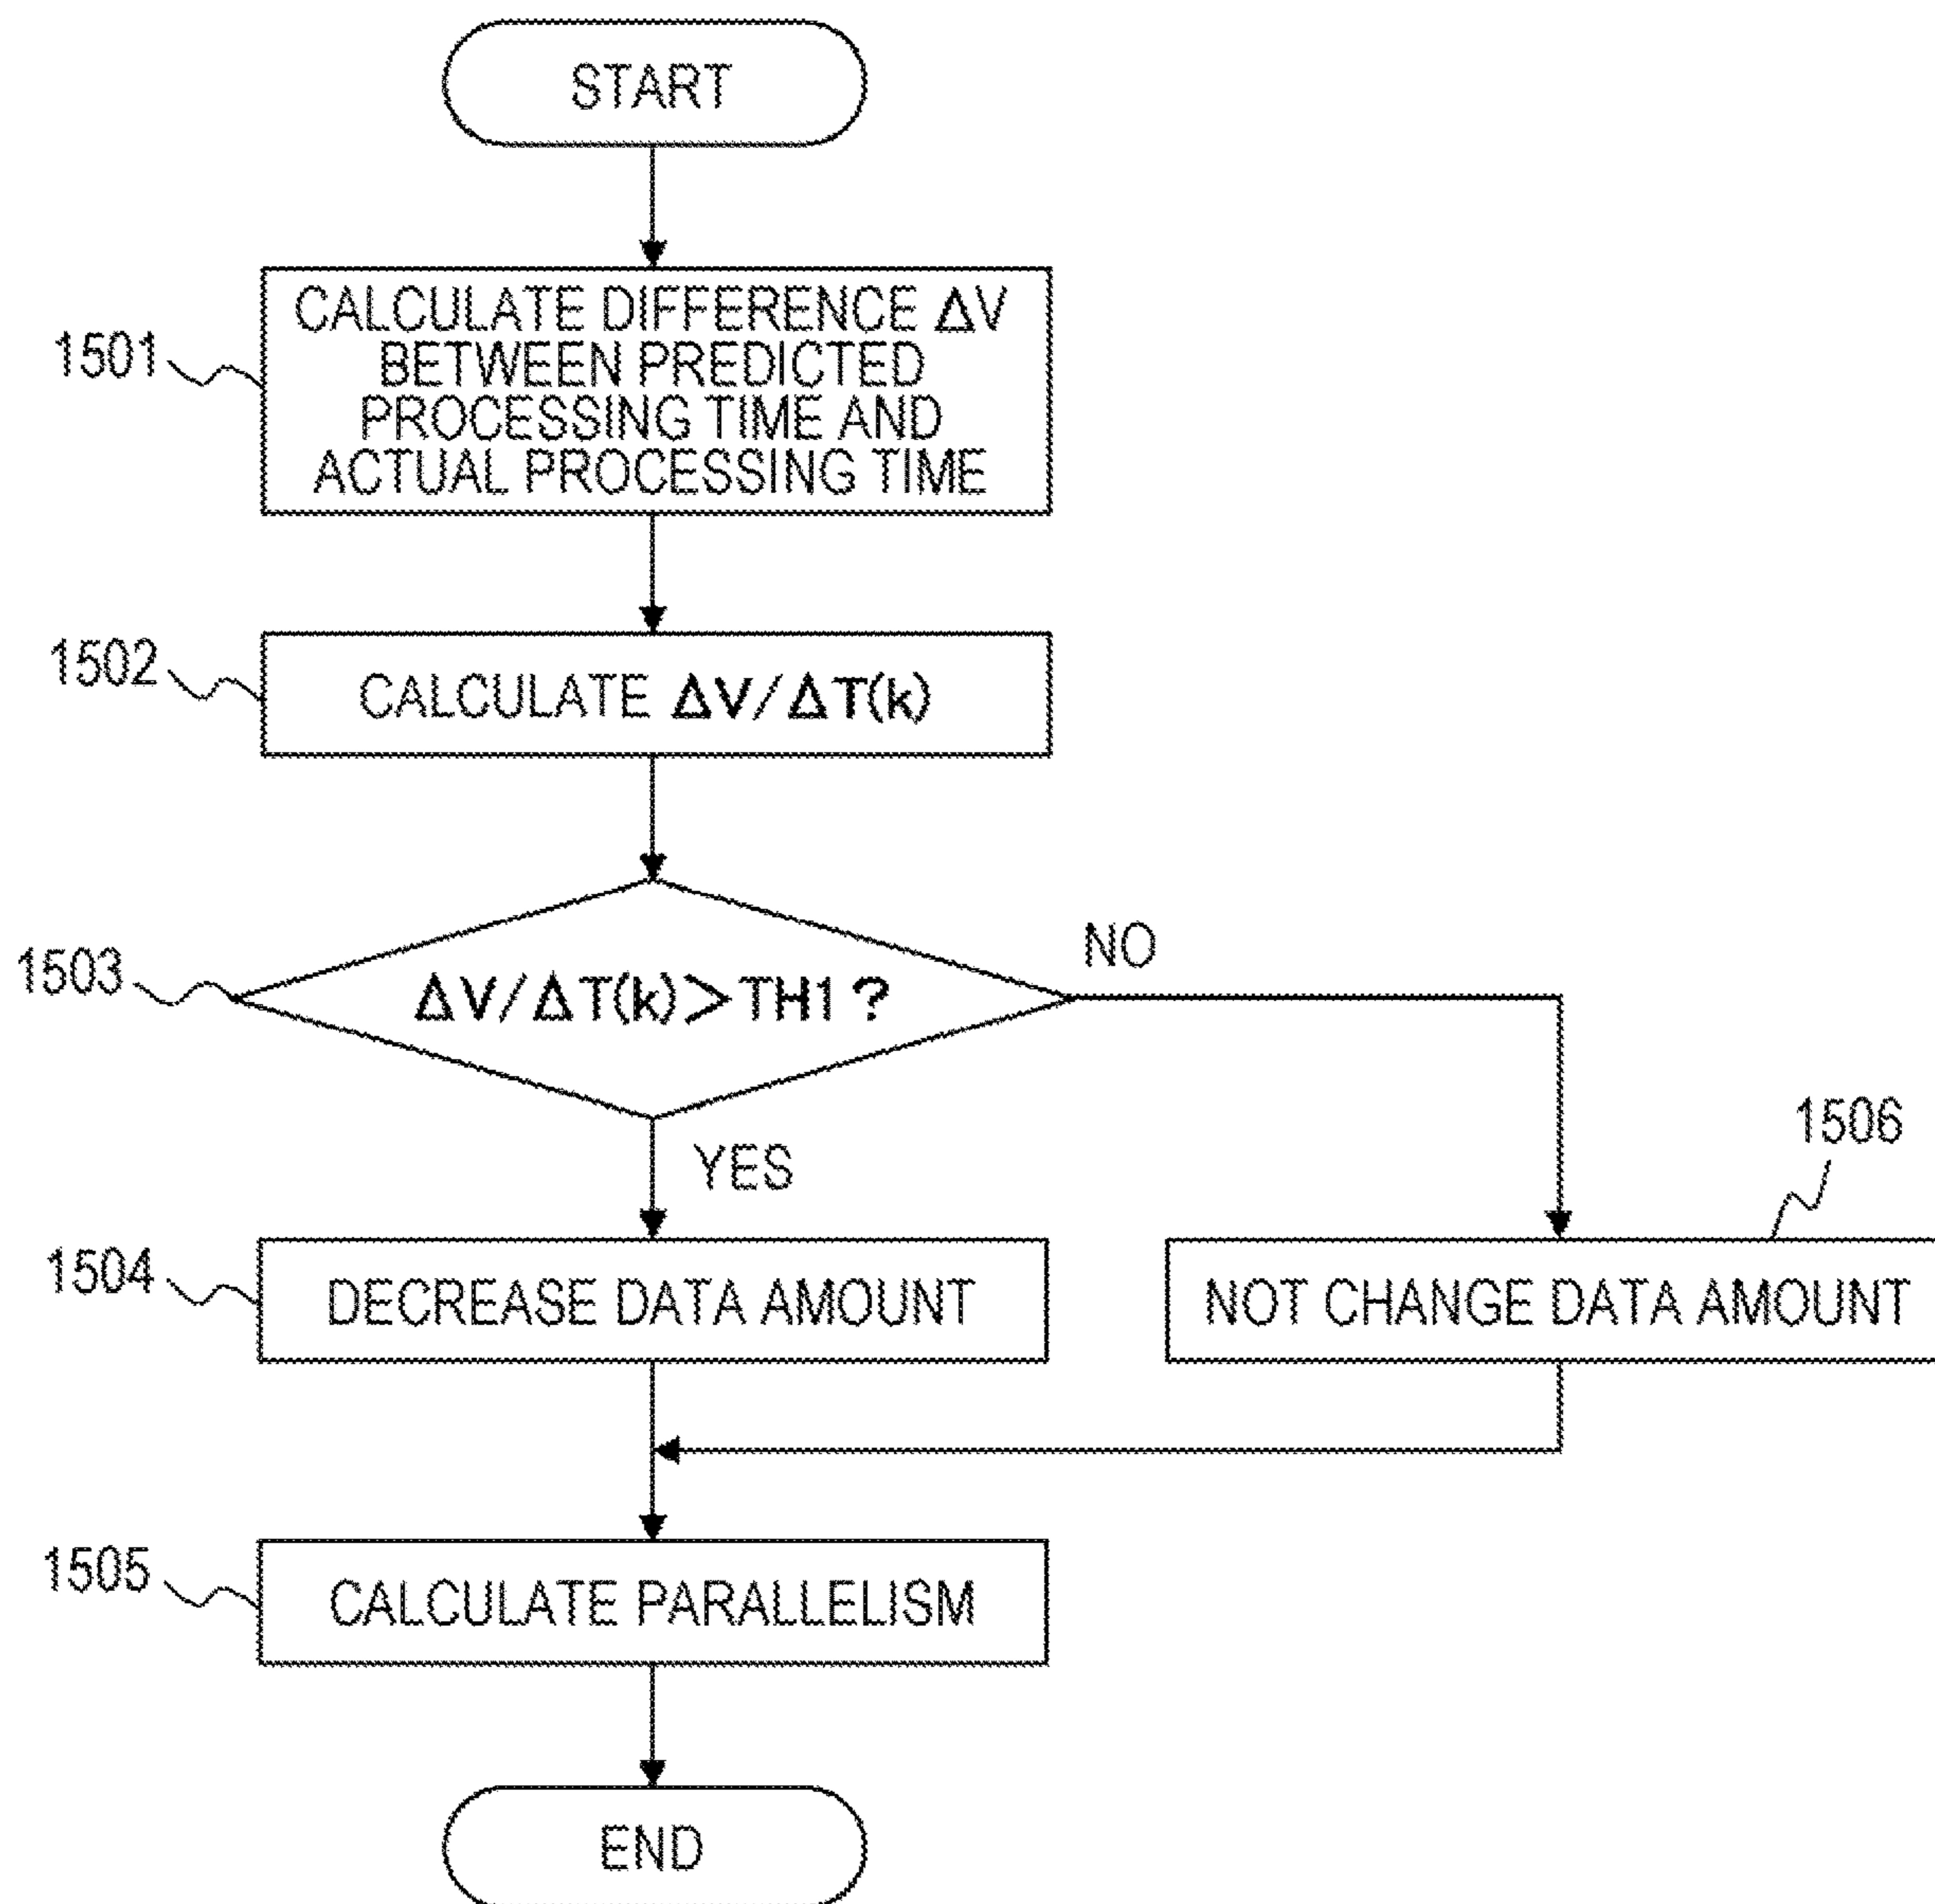 START
1501
CALCULATE DIFFERENCE ΔV
BETWEEN PREDICTED
PROCESSING TIME AND
ACTUAL PROCESSING TIME
1502
CALCULATE ΔV/ΔT(k)
1503
ΔV/ΔT(k)>TH1?
NO
YES
1506
1504
DECREASE DATA AMOUNT
NOT CHANGE DATA AMOUNT
1505
CALCULATE PARALLELISM
END